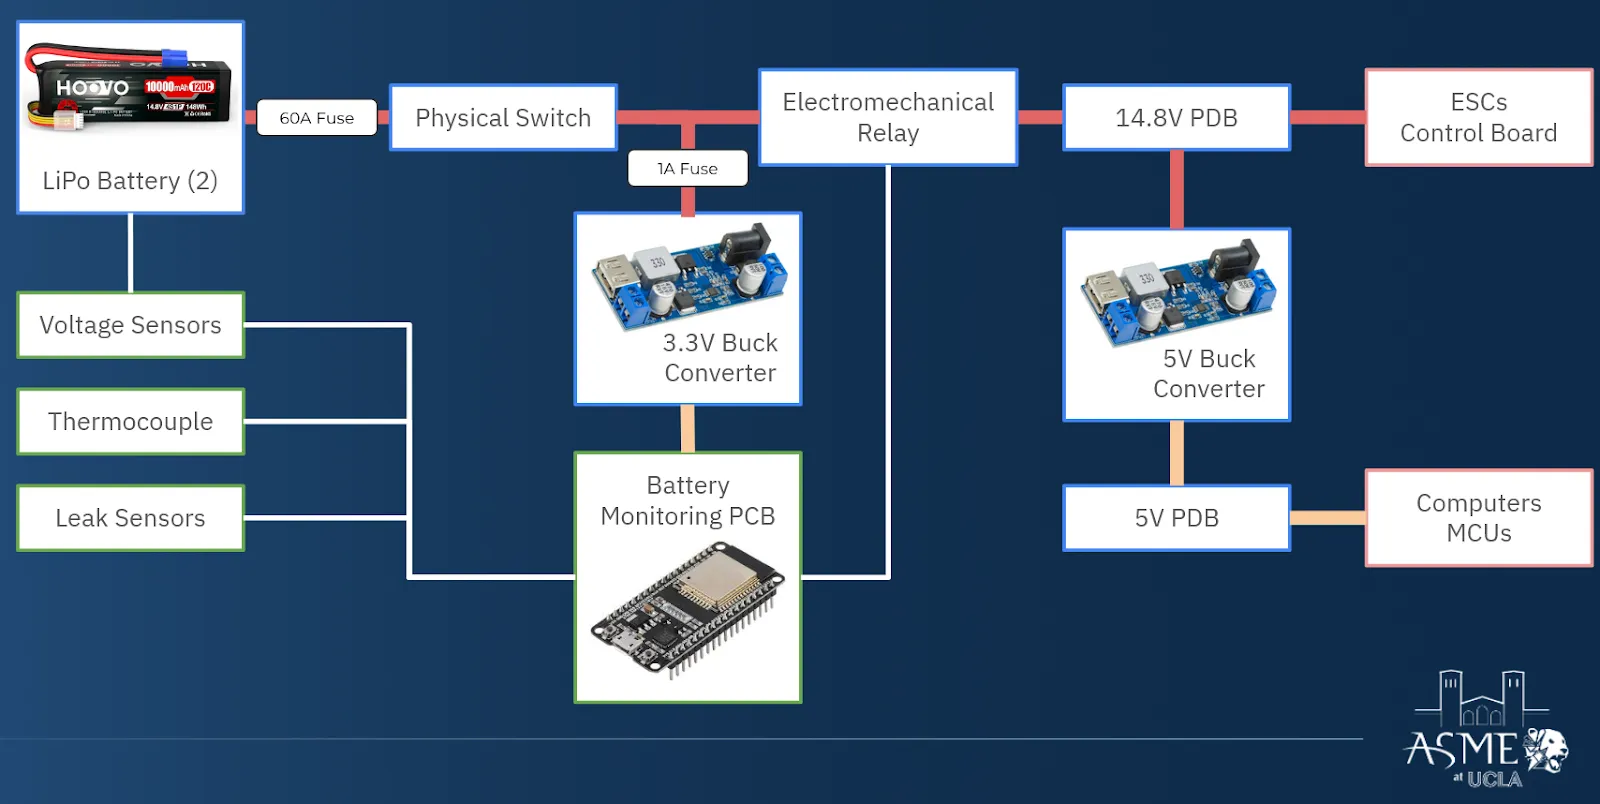 HOOVO
10000mAh 120C
14.8V 4S1P 148Wh
LiPo Battery (2)
60A Fuse
Physical Switch
1A Fuse
Electromechanical
Relay
14.8V PDB
ESCs
Control Board
330
3.3V Buck
Converter
330
5V Buck
Converter
Voltage Sensors
Thermocouple
Leak Sensors
Battery
Monitoring PCB
5V PDB
Computers
MCUs
ASME
at UCLA